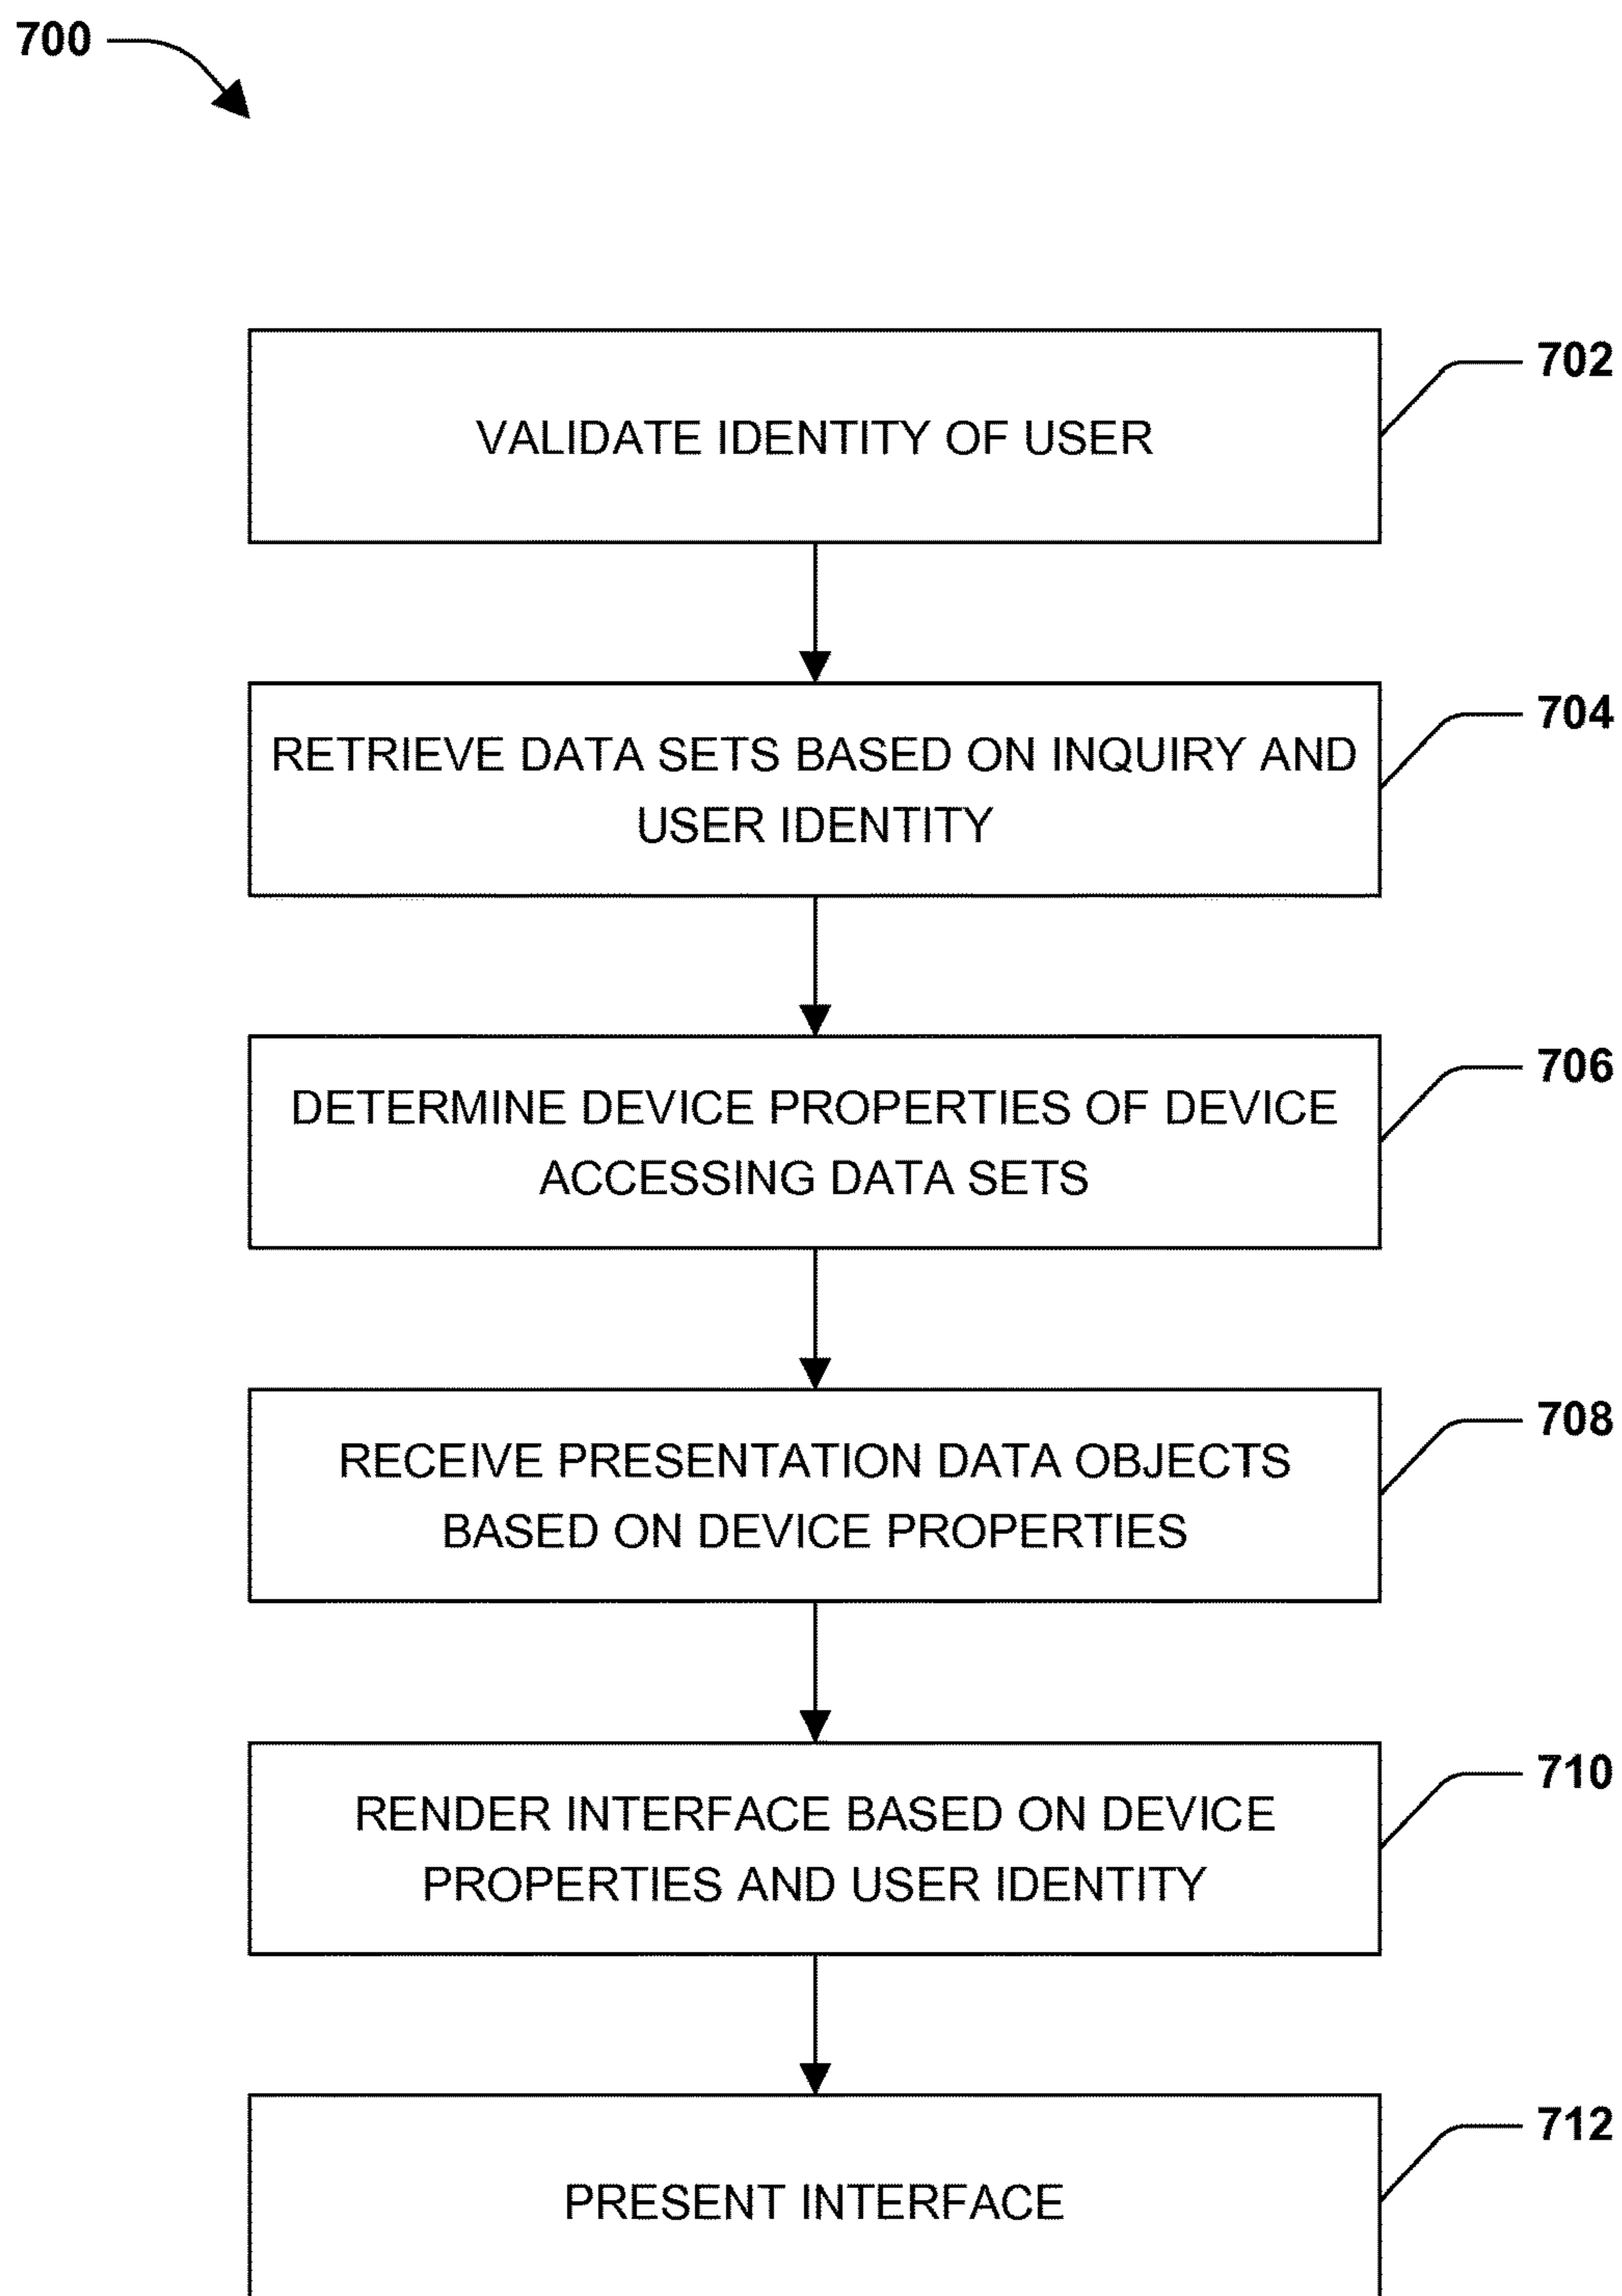 700
702
VALIDATE IDENTITY OF USER
704
RETRIEVE DATA SETS BASED ON INQUIRY AND
USER IDENTITY
706
DETERMINE DEVICE PROPERTIES OF DEVICE
ACCESSING DATA SETS
708
RECEIVE PRESENTATION DATA OBJECTS
BASED ON DEVICE PROPERTIES
710
RENDER INTERFACE BASED ON DEVICE
PROPERTIES AND USER IDENTITY
712
PRESENT INTERFACE